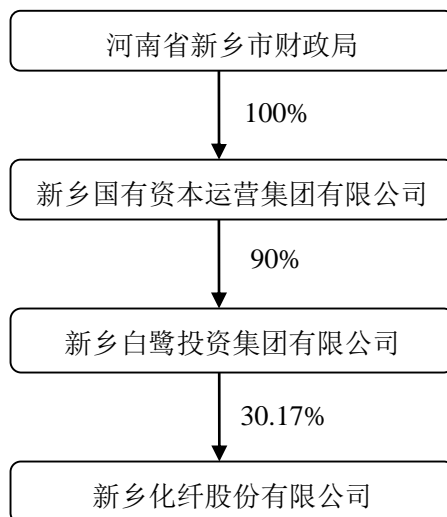 河南省新乡市财政局
100%
新乡国有资本运营集团有限公司
90%
新乡白鹭投资集团有限公司
30.17%
新乡化纤股份有限公司